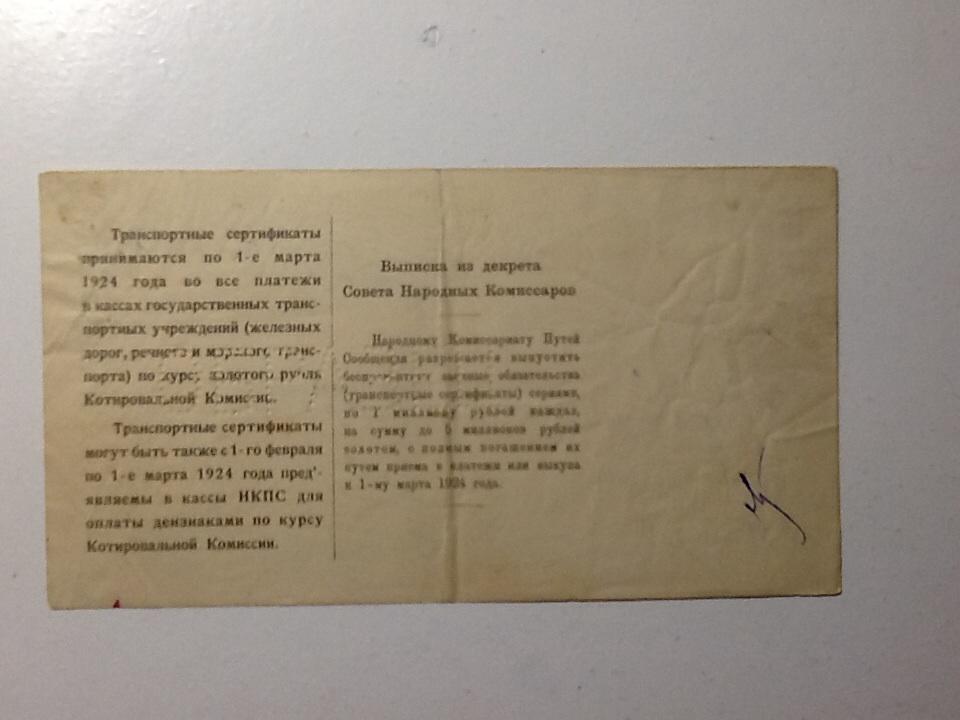 Транспортные сертификаты
принимаются по 1-е марта
1924 года во все платежи
в кассах государственных транс-
портных учреждений (железных
дорог, речного и морского транс-
порта) по курсу золотого рубля
Котировальной Комиссии.
Транспортные сертификаты
могут быть также с 1-го февраля
по 1-е марта 1924 года пред'-
являемы в кассы НКПС для
оплаты дензнаками по курсу
Котировальной Комиссии.
Выписка из декрета
Совета Народных Комиссаров
Народному Комиссариату Путей
Сообщения разрешается выпустить
беспроцентные обязательства
(транспортные сертификаты) сериями,
по 1 миллиону рублей каждая,
на сумму до 5 миллионов рублей
золотом, с полным погашением их
путем приема в платежи или выкупа
к 1-му марта 1924 года.